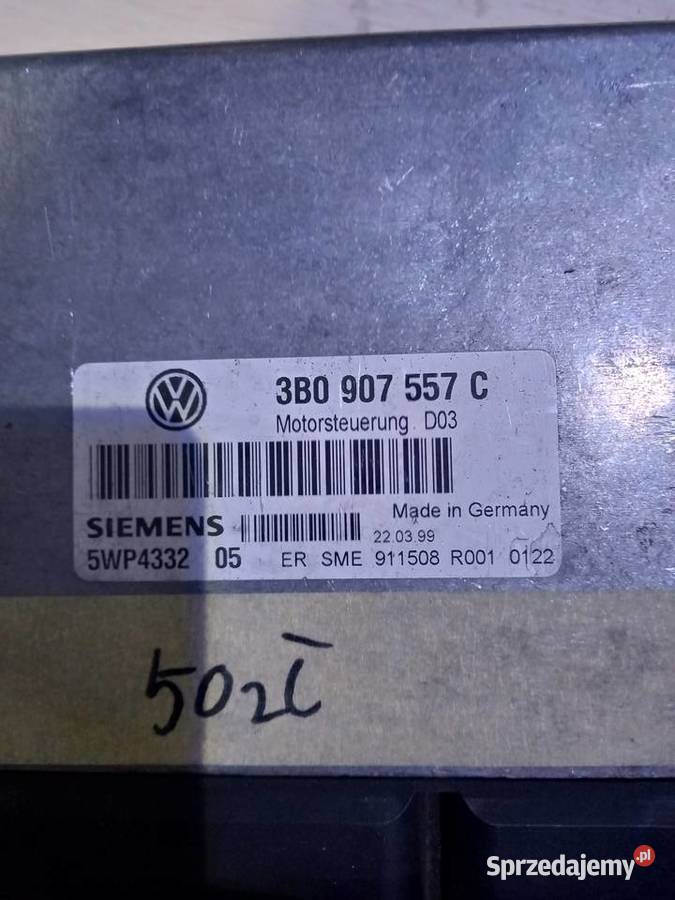 3B0 907 557 C
Motorsteuerung D03
Made in Germany
SIEMENS
22.03.99
5WP4332 05 ER SME 911508 R001 0122
50zł
Sprzedajemy.pl